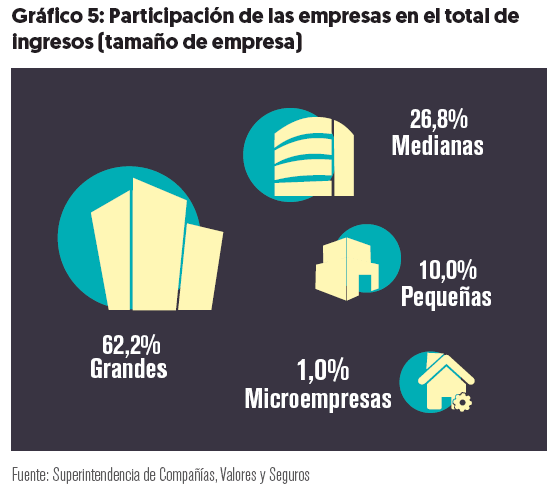 Gráfico 5: Participación de las empresas en el total de
ingresos (tamaño de empresa)
26,8%
Medianas
10,0%
Pequeñas
62,2%
Grandes
1,0%
Microempresas
Fuente: Superintendencia de Compañías, Valores y Seguros